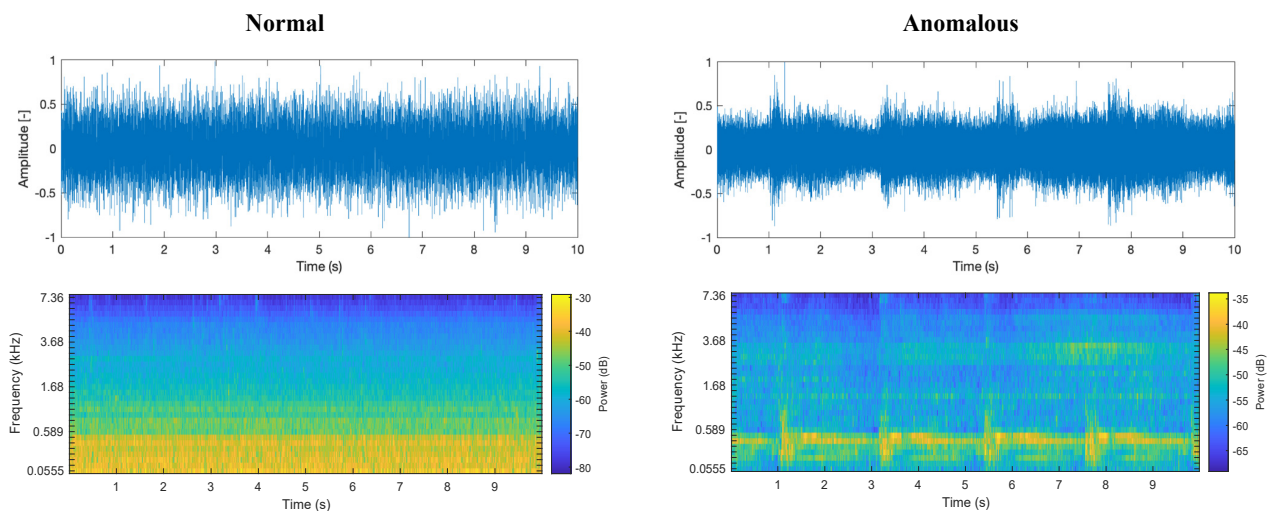 Normal
Anomalous
1
0.5
0
-0.5
-1
Amplitude [-]
0 1 2 3 4 5 6 7 8 9 10
Time (s)
1
0.5
0
-0.5
-1
Amplitude [-]
0 1 2 3 4 5 6 7 8 9 10
Time (s)
7.36
3.68
1.68
0.589
0.0555
Frequency (kHz)
1 2 3 4 5 6 7 8 9
Time (s)
-30
-40
-50
-60
-70
-80
Power (dB)
7.36
3.68
1.68
0.589
0.0555
Frequency (kHz)
1 2 3 4 5 6 7 8 9
Time (s)
-35
-40
-45
-50
-55
-60
-65
Power (dB)